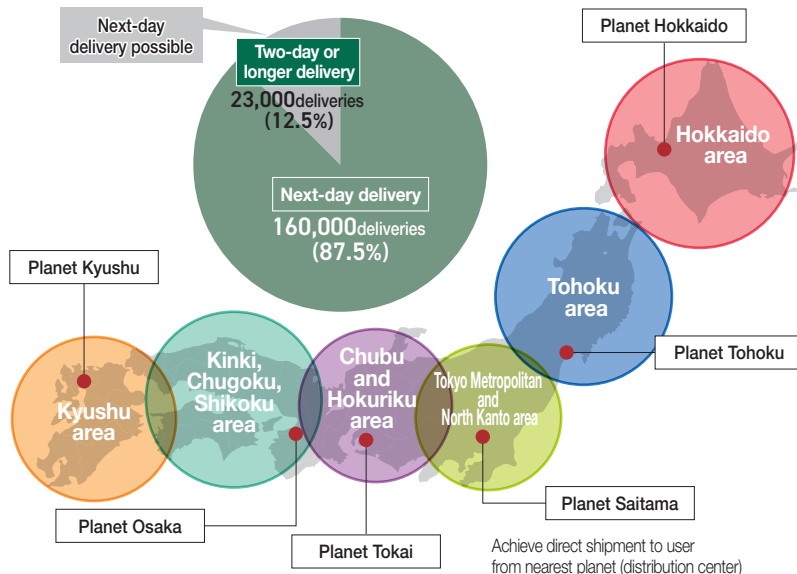 Next-day
delivery possible
Two-day or
longer delivery
23,000deliveries
(12.5%)
Next-day delivery
160,000deliveries
(87.5%)
Planet Hokkaido
Hokkaido
area
Tohoku
area
Planet Tohoku
Planet Kyushu
Kyushu
area
Kinki,
Chugoku,
Shikoku
area
Chubu
and
Hokuriku
area
Tokyo Metropolitan
and
North Kanto area
Planet Saitama
Planet Osaka
Planet Tokai
Achieve direct shipment to user
from nearest planet (distribution center)